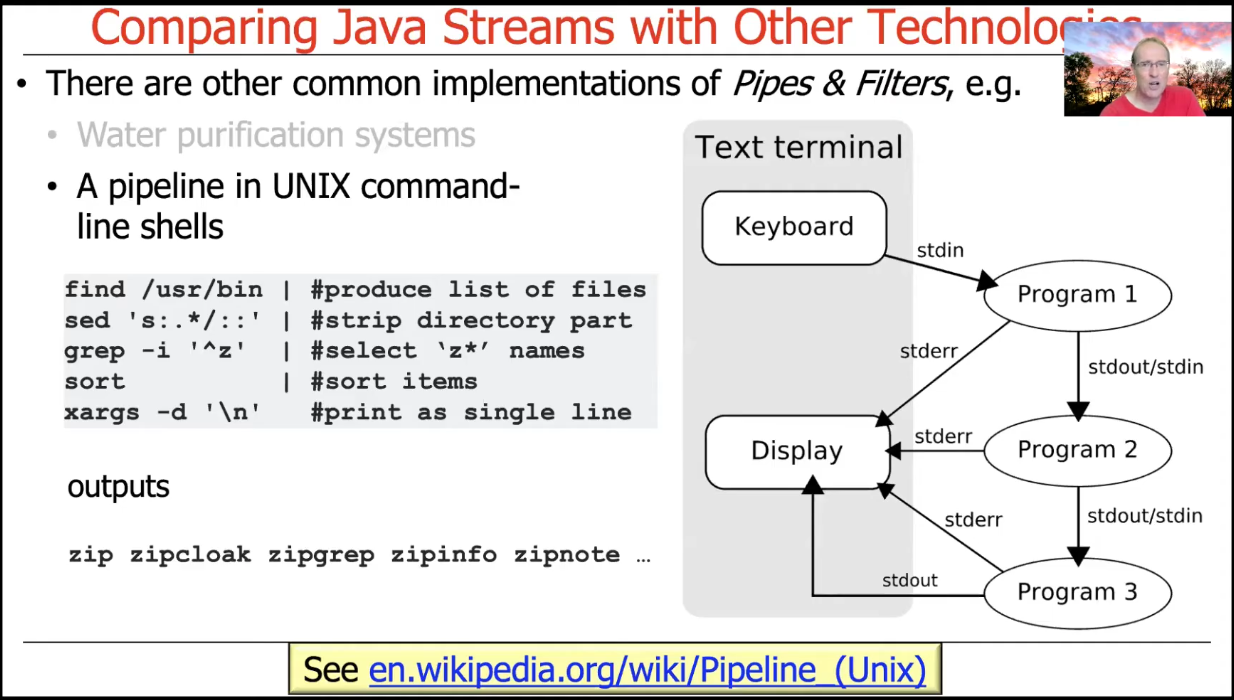 Comparing Java Streams with Other Technologies
• There are other common implementations of Pipes & Filters, e.g.
• Water purification systems
• A pipeline in UNIX command-
line shells
find /usr/bin | #produce list of files
sed 's:.*/::' | #strip directory part
grep -i '^z' | #select ‘z*’ names
sort | #sort items
xargs -d '\n' #print as single line
outputs
zip zipcloak zipgrep zipinfo zipnote …
Text terminal
Keyboard
stdin
Program 1
stderr
stdout/stdin
Display
stderr
Program 2
stderr
stdout/stdin
stdout
Program 3
See en.wikipedia.org/wiki/Pipeline_(Unix)